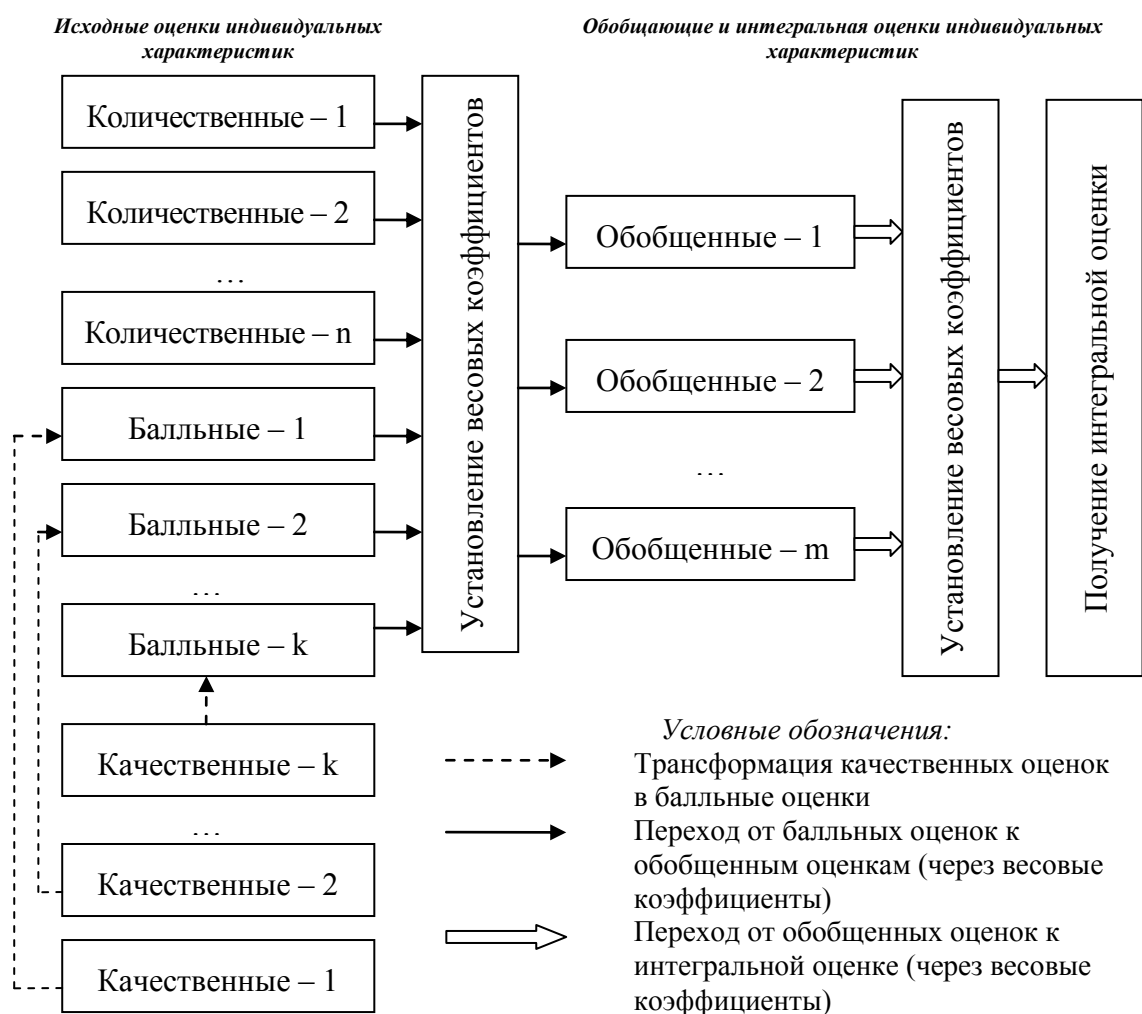 Исходные оценки индивидуальных
характеристик
Обобщающие и интегральная оценки индивидуальных
характеристик
Количественные – 1
Количественные – 2
…
Количественные – n
Балльные – 1
Балльные – 2
…
Балльные – k
Качественные – k
…
Качественные – 2
Качественные – 1
Установление весовых коэффициентов
Обобщенные – 1
Обобщенные – 2
…
Обобщенные – m
Установление весовых коэффициентов
Получение интегральной оценки
Условные обозначения:
Трансформация качественных оценок
в балльные оценки
Переход от балльных оценок к
обобщенным оценкам (через весовые
коэффициенты)
Переход от обобщенных оценок к
интегральной оценке (через весовые
коэффициенты)